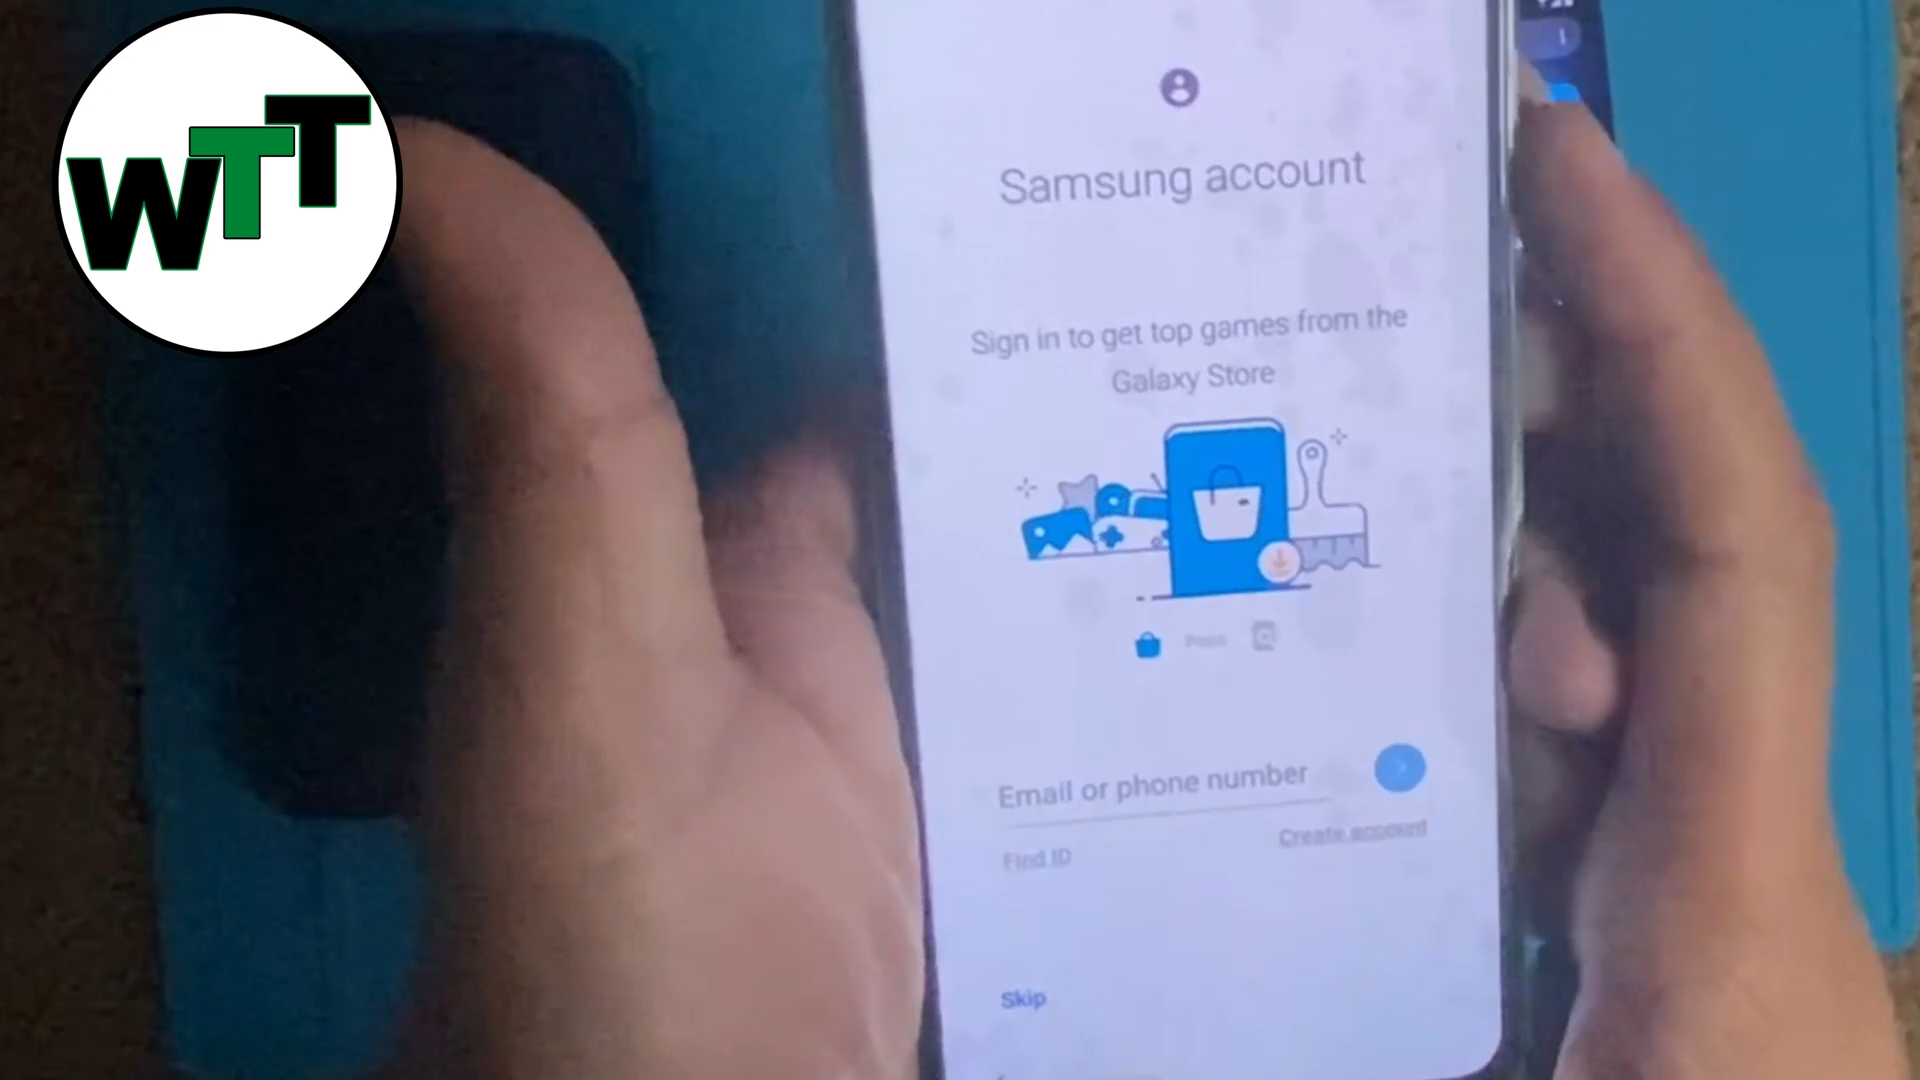 WTT
Samsung account
Sign in to get top games from the
Galaxy Store
Email or phone number
Find ID
Create account
Skip